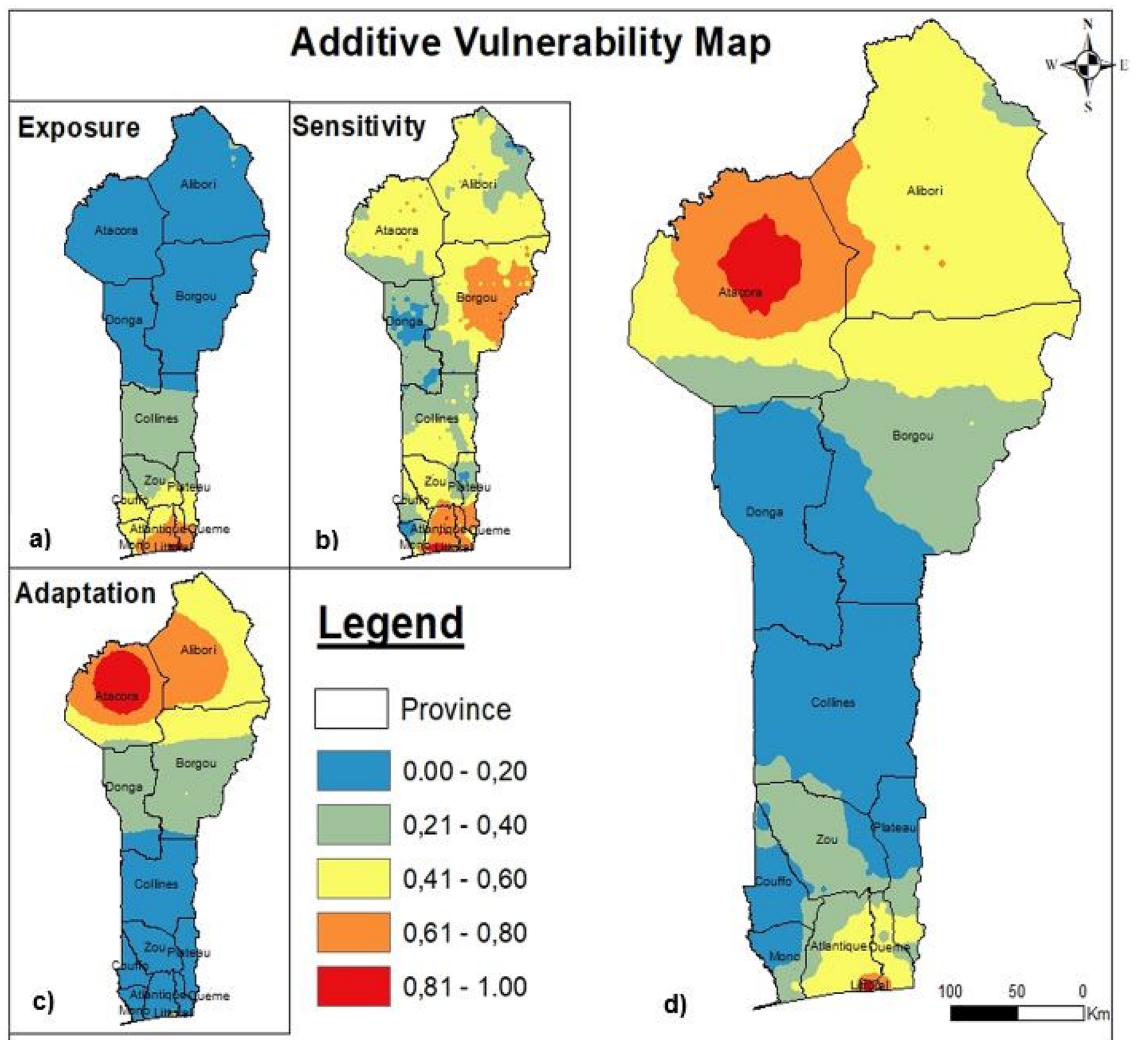 Additive Vulnerability Map
N
W
E
S
Exposure
Alibori
Atacora
Borgou
Donga
Collines
Zou
Plateau
Couffo
Atlantique
Oueme
Mono
Littoral
a)
Sensitivity
Alibori
Atacora
Borgou
Donga
Collines
Zou
Plateau
Couffo
Atlantique
Oueme
Mono
Littoral
b)
Adaptation
Alibori
Atacora
Borgou
Donga
Collines
Zou
Plateau
Couffo
Atlantique
Oueme
Mono
Littoral
c)
Legend
Province
0.00 - 0,20
0,21 - 0,40
0,41 - 0,60
0,61 - 0,80
0,81 - 1.00
Alibori
Atacora
Borgou
Donga
Collines
Zou
Plateau
Couffo
Atlantique
Oueme
Mono
Littoral
d)
100 50 0
Km